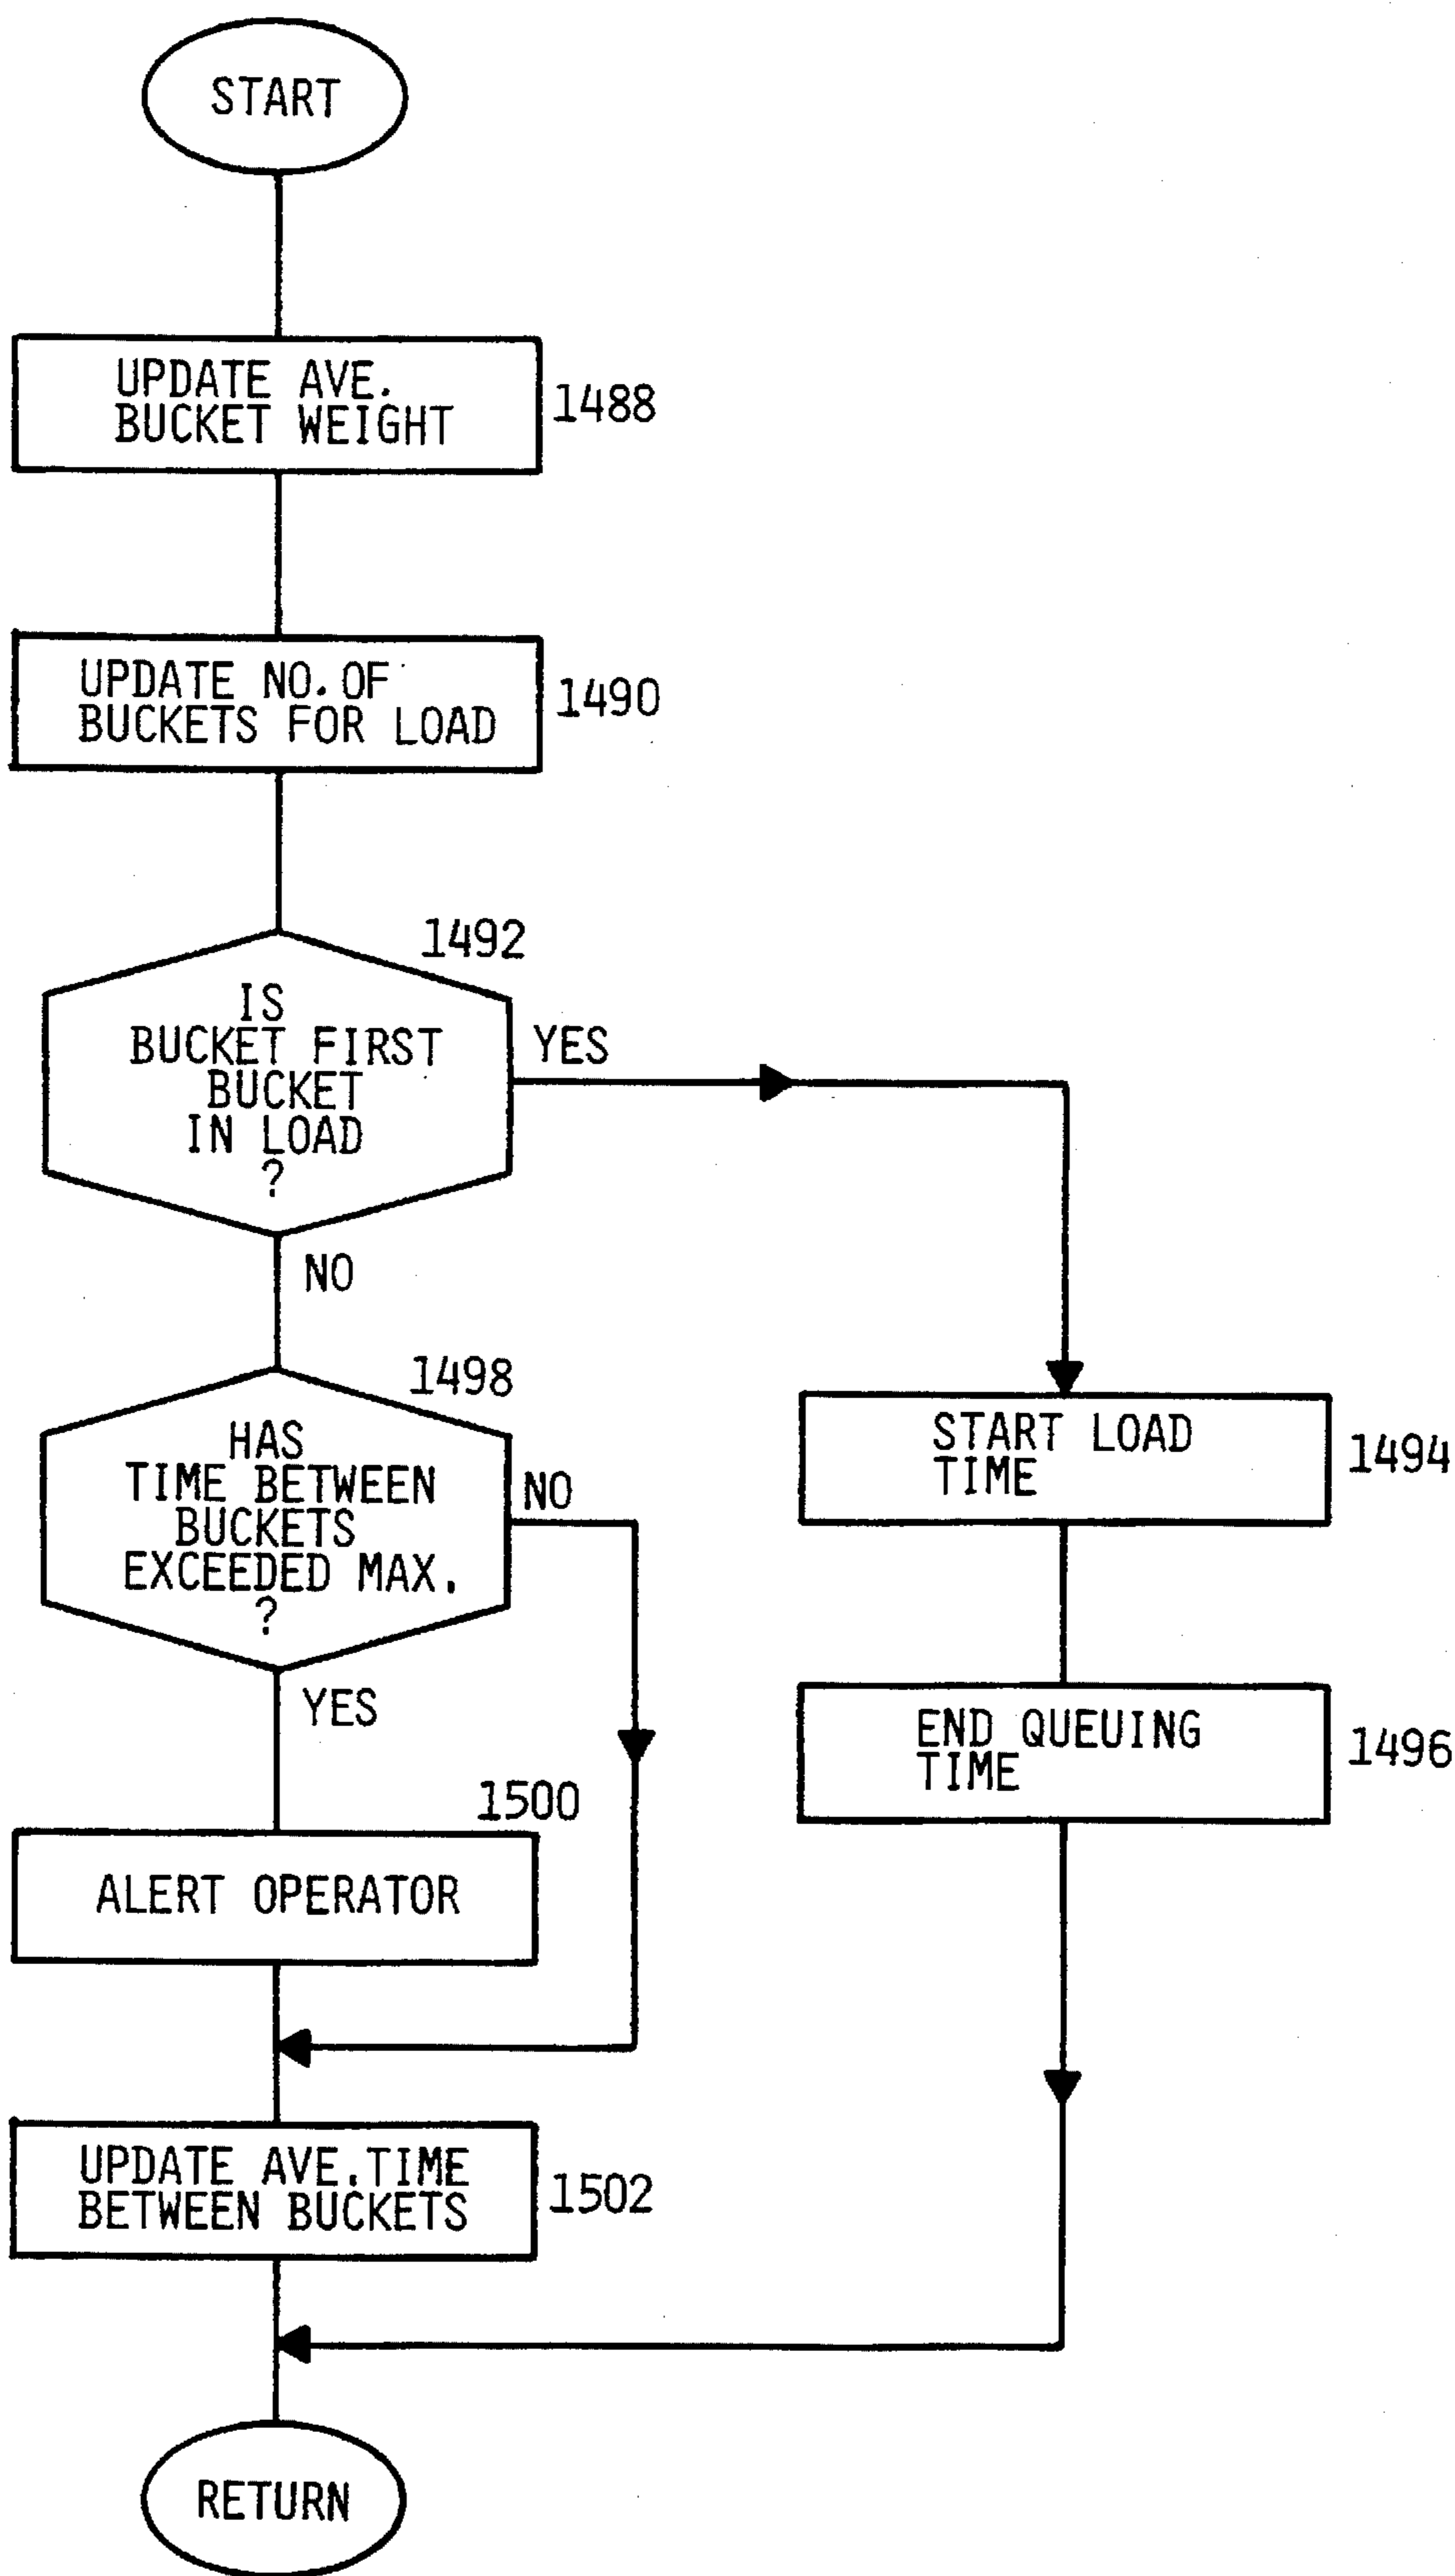 START
UPDATE AVE.
BUCKET WEIGHT
1488
UPDATE NO. OF
BUCKETS FOR LOAD
1490
1492
IS
BUCKET FIRST
BUCKET
IN LOAD
?
YES
NO
1498
HAS
TIME BETWEEN
BUCKETS
EXCEEDED MAX.
?
NO
YES
START LOAD
TIME
1494
END QUEUING
TIME
1496
1500
ALERT OPERATOR
UPDATE AVE.TIME
BETWEEN BUCKETS
1502
RETURN